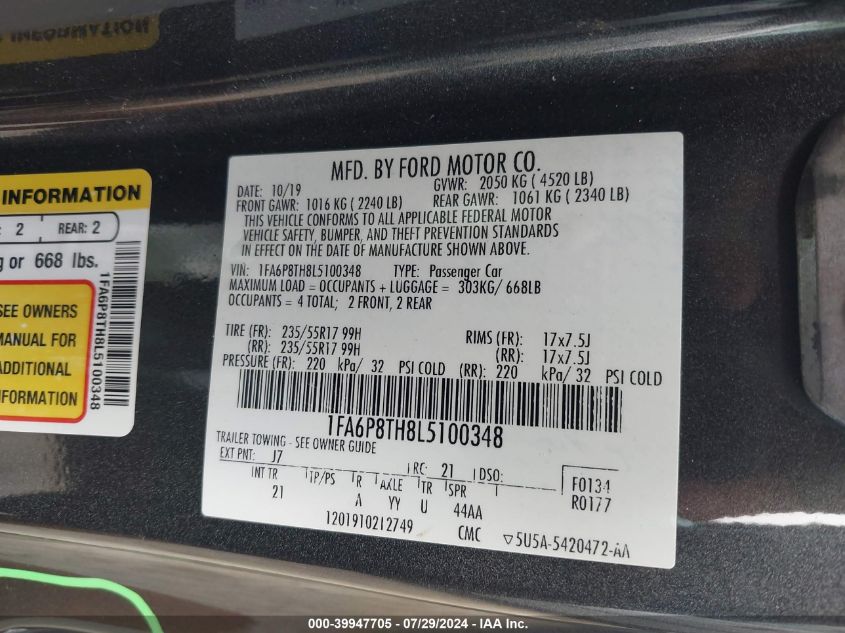 INFORMATION
INFORMATION
2 REAR: 2
g or 668 lbs.
SEE OWNERS
MANUAL FOR
ADDITIONAL
INFORMATION
1FA6P8TH8L5100348
MFD. BY FORD MOTOR CO.
DATE: 10/19 GVWR: 2050 KG ( 4520 LB)
FRONT GAWR: 1016 KG ( 2240 LB) REAR GAWR: 1061 KG ( 2340 LB)
THIS VEHICLE CONFORMS TO ALL APPLICABLE FEDERAL MOTOR
VEHICLE SAFETY, BUMPER, AND THEFT PREVENTION STANDARDS
IN EFFECT ON THE DATE OF MANUFACTURE SHOWN ABOVE.
VIN: 1FA6P8TH8L5100348 TYPE: Passenger Car
MAXIMUM LOAD = OCCUPANTS + LUGGAGE = 303KG/ 668LB
OCCUPANTS = 4 TOTAL; 2 FRONT, 2 REAR
TIRE (FR): 235/55R17 99H RIMS (FR): 17x7.5J
(RR): 235/55R17 99H (RR): 17x7.5J
PRESSURE (FR): 220 kPa/ 32 PSI COLD (RR): 220 kPa/ 32 PSI COLD
1FA6P8TH8L5100348
TRAILER TOWING - SEE OWNER GUIDE
EXT PNT: J7 RC: 21 DSO: F0134
INT TR TP/PS R AXLE TR SPR R0177
21 A YY U 44AA
1201910212749 CMC ▽5U5A-5420472-AA
000-39947705 - 07/29/2024 - IAA Inc.